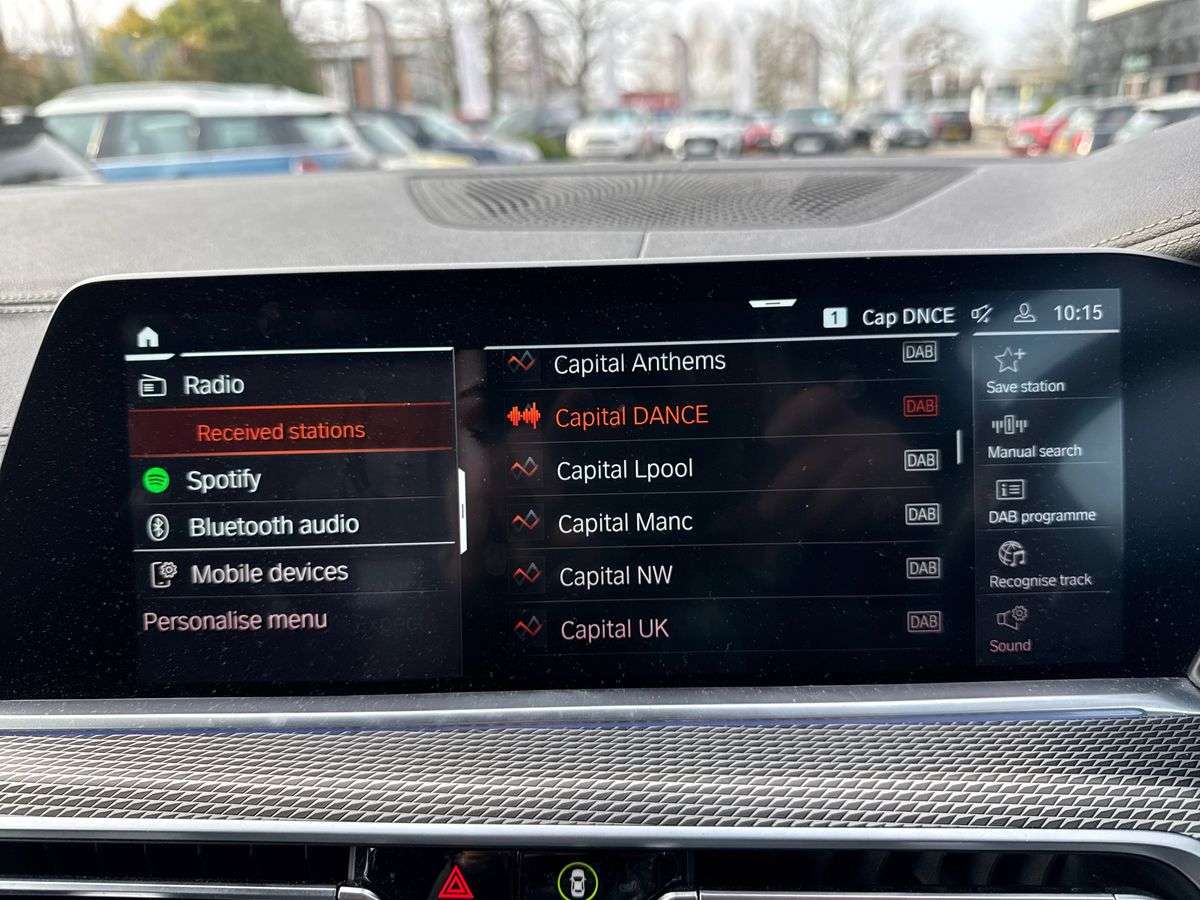 1 Cap DNCE 10:15
Radio
Received stations
Spotify
Bluetooth audio
Mobile devices
Personalise menu
Capital Anthems DAB
Capital DANCE DAB
Capital Lpool DAB
Capital Manc DAB
Capital NW DAB
Capital UK DAB
Save station
Manual search
DAB programme
Recognise track
Sound